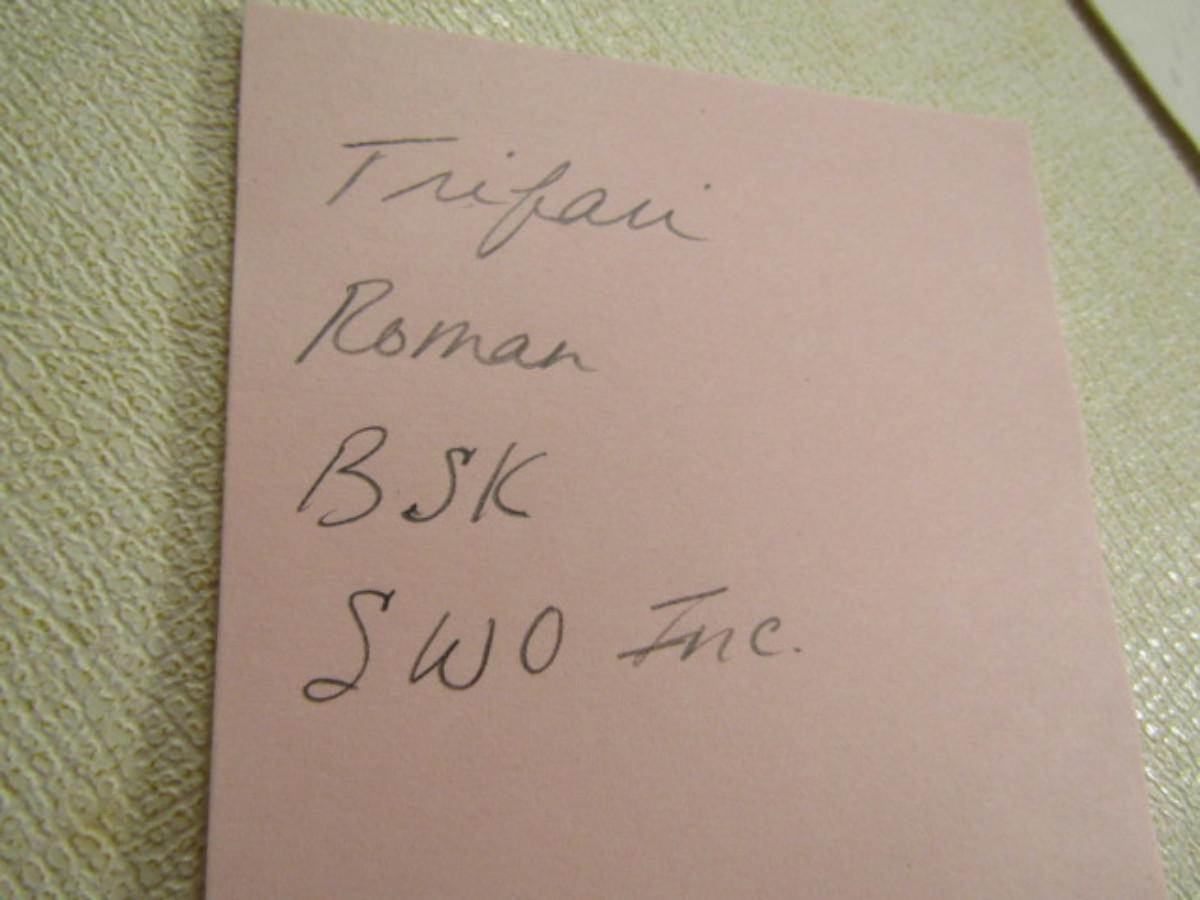 Trifari
Roman
BSK
SWO Inc.